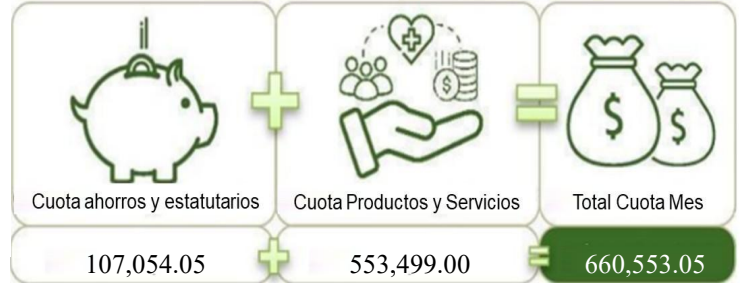 Cuota ahorros y estatutarios
Cuota Productos y Servicios
Total Cuota Mes
107,054.05 + 553,499.00 = 660,553.05